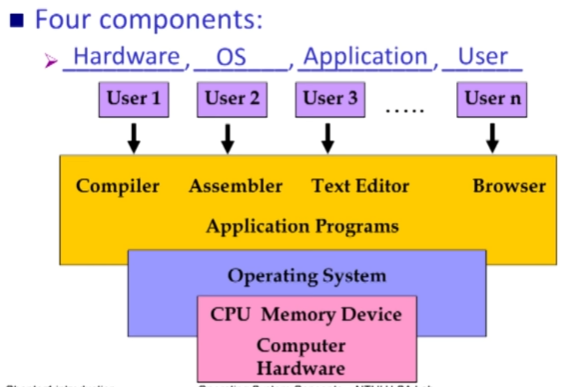 Four components:
Hardware, OS, Application, User
User 1 User 2 User 3 ..... User n
Compiler Assembler Text Editor Browser
Application Programs
Operating System
CPU Memory Device
Computer
Hardware